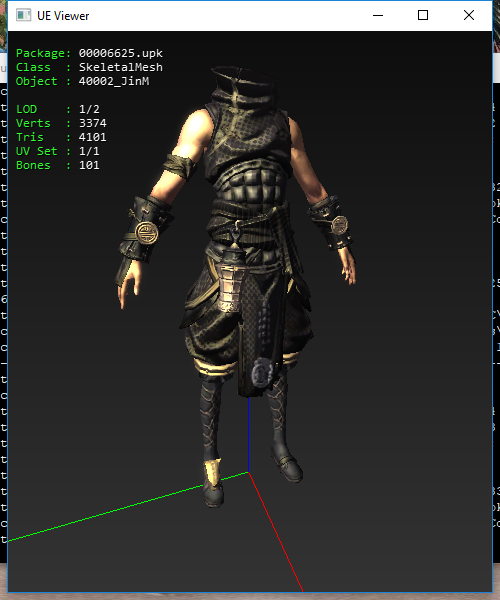 UE Viewer
Package: 00006625.upk
Class : SkeletalMesh
Object : 40002_JinM
LOD : 1/2
Verts : 3374
Tris : 4101
UV Set : 1/1
Bones : 101